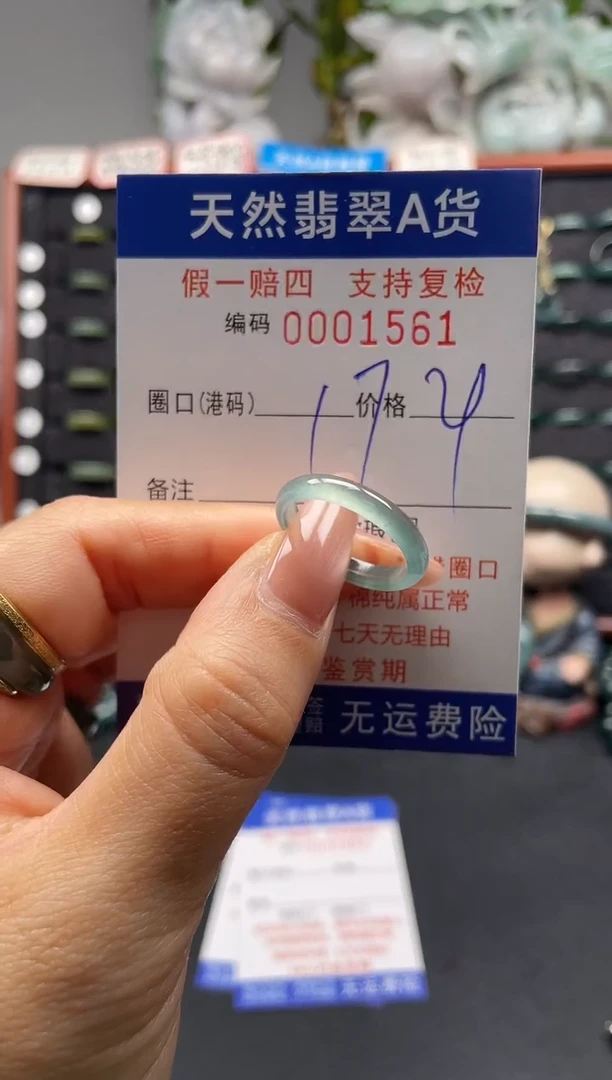 天然翡翠A货
假一赔四 支持复检
编码 0001561
圈口(港码) 价格
174
备注
圈口
棉纯属正常
七天无理由
鉴赏期
无运费险